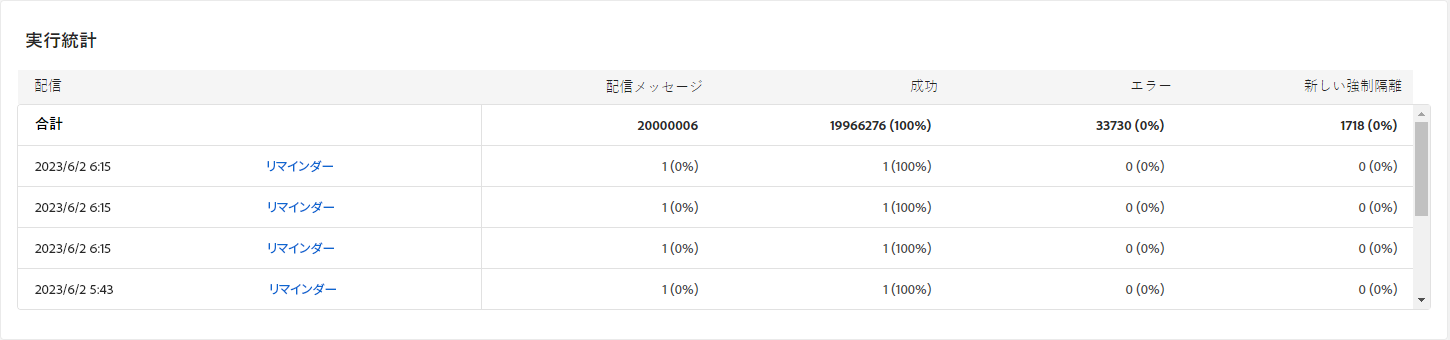 実行統計
配信 配信メッセージ 成功 エラー 新しい強制隔離
合計 20000006 19966276 (100%) 33730 (0%) 1718 (0%)
2023/6/2 6:15 リマインダー 1 (0%) 1 (100%) 0 (0%) 0 (0%)
2023/6/2 6:15 リマインダー 1 (0%) 1 (100%) 0 (0%) 0 (0%)
2023/6/2 6:15 リマインダー 1 (0%) 1 (100%) 0 (0%) 0 (0%)
2023/6/2 5:43 リマインダー 1 (0%) 1 (100%) 0 (0%) 0 (0%)